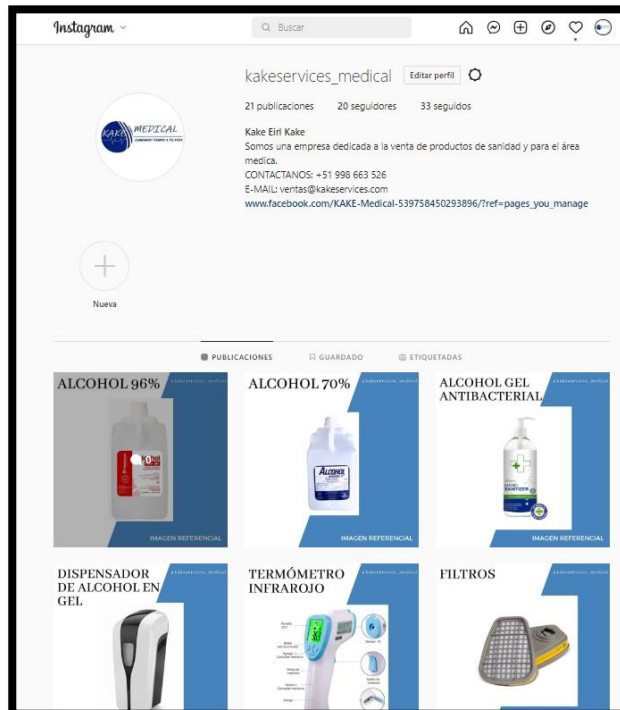 Instagram
Buscar
kakeservices_medical
Editar perfil
21 publicaciones 20 seguidores 33 seguidos
Kake Eirl Kake
Somos una empresa dedicada a la venta de productos de sanidad y para el área
medica.
CONTACTANOS: +51 998 663 526
E-MAIL: ventas@kakeservices.com
www.facebook.com/KAKE-Medical-539758450293896/?ref=pages_you_manage
KAKE MEDICAL
Nueva
PUBLICACIONES GUARDADO ETIQUETADAS
ALCOHOL 96%
IMAGEN REFERENCIAL
ALCOHOL 70%
ALCOHOL
IMAGEN REFERENCIAL
ALCOHOL GEL
ANTIBACTERIAL
HAND
SANITIZER
IMAGEN REFERENCIAL
DISPENSADOR
DE ALCOHOL EN
GEL
TERMÓMETRO
INFRAROJO
FILTROS